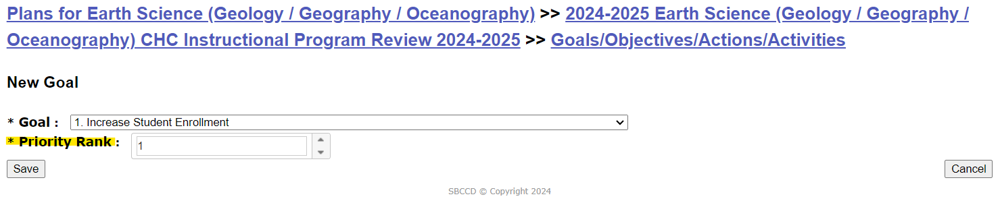 Plans for Earth Science (Geology / Geography / Oceanography) >> 2024-2025 Earth Science (Geology / Geography /
Oceanography) CHC Instructional Program Review 2024-2025 >> Goals/Objectives/Actions/Activities
New Goal
* Goal : 1. Increase Student Enrollment
* Priority Rank : 1
Save Cancel
SBCCD © Copyright 2024